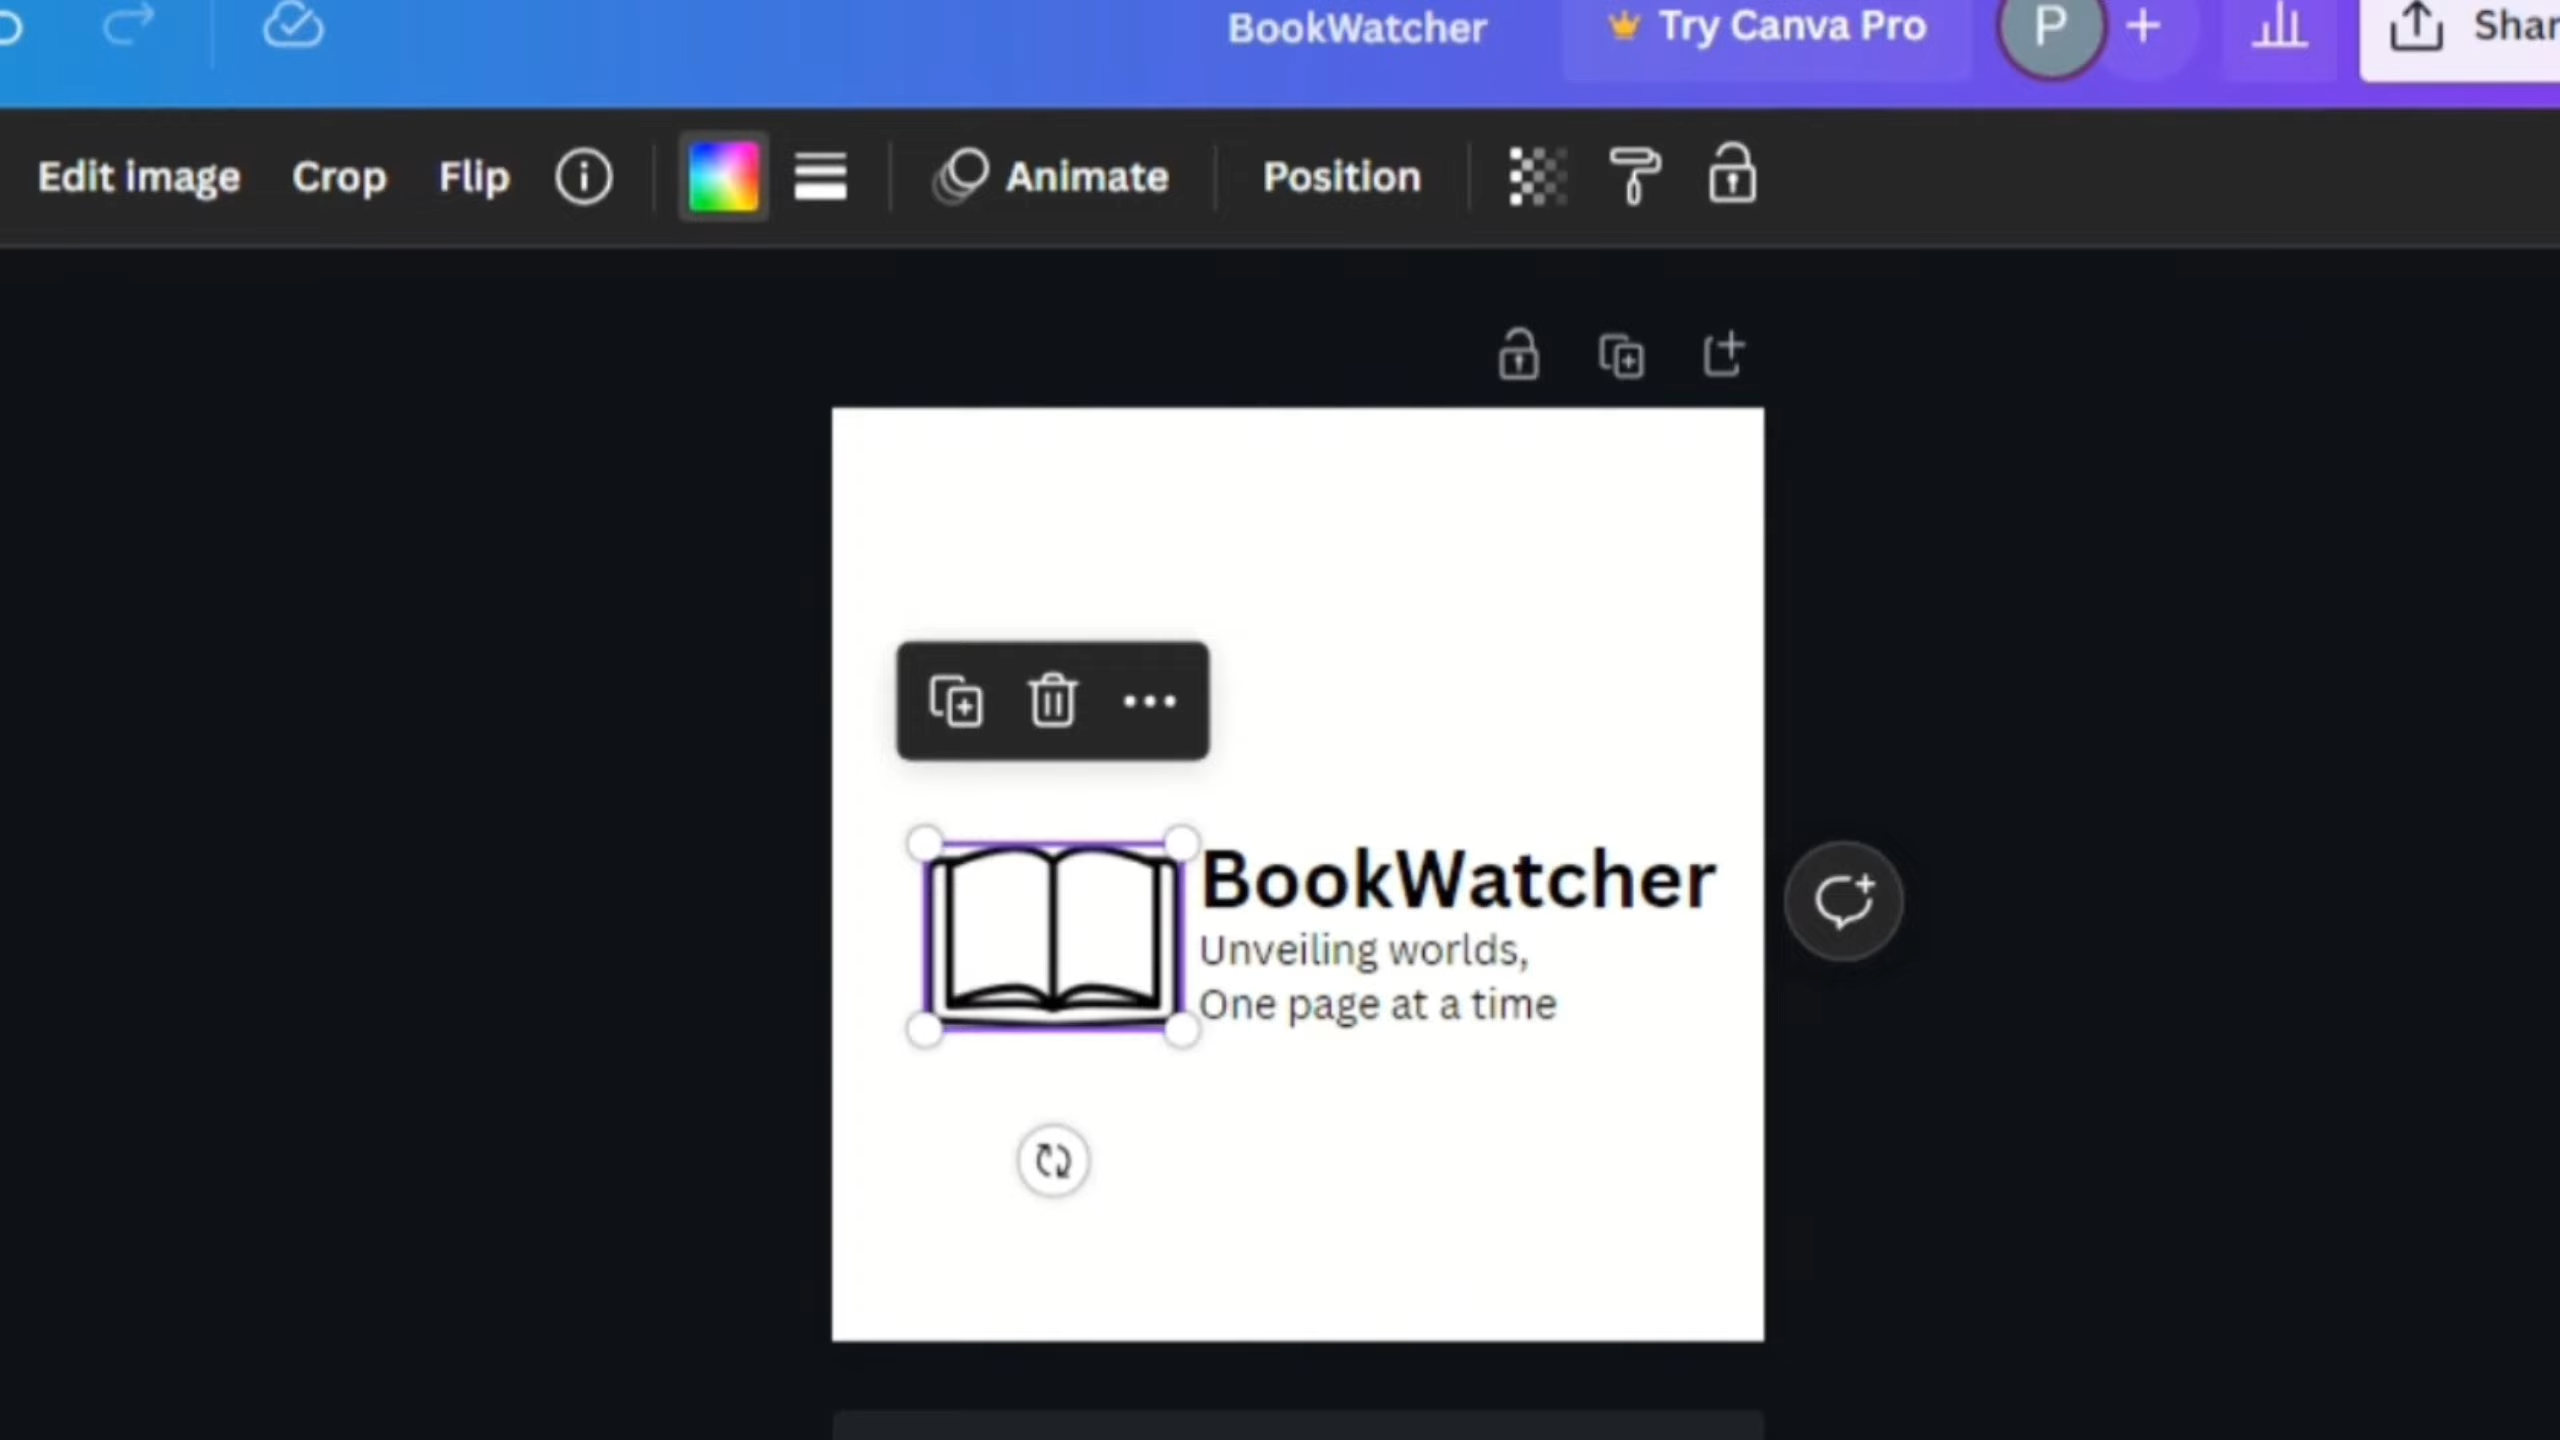 BookWatcher
Try Canva Pro
P
Shar
Edit image
Crop
Flip
Animate
Position
BookWatcher
Unveiling worlds,
One page at a time